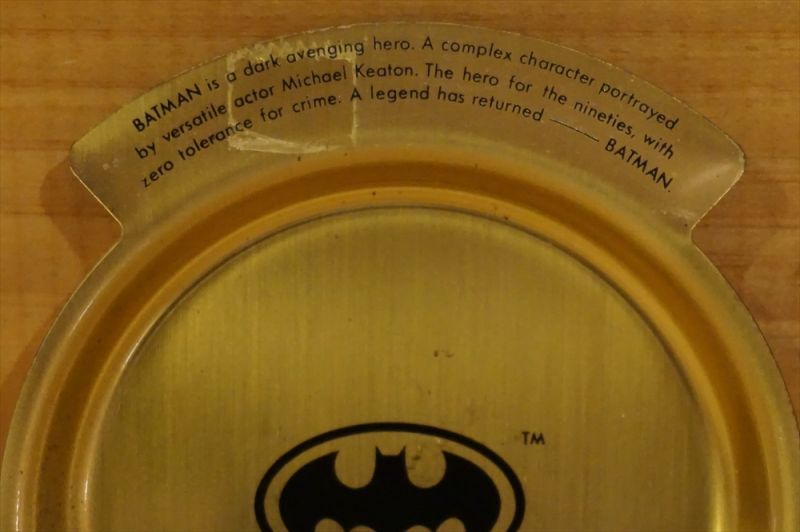 BATMAN is a dark avenging hero. A complex character portrayed
by versatile actor Michael Keaton. The hero for the nineties, with
zero tolerance for crime. A legend has returned —— BATMAN.
TM